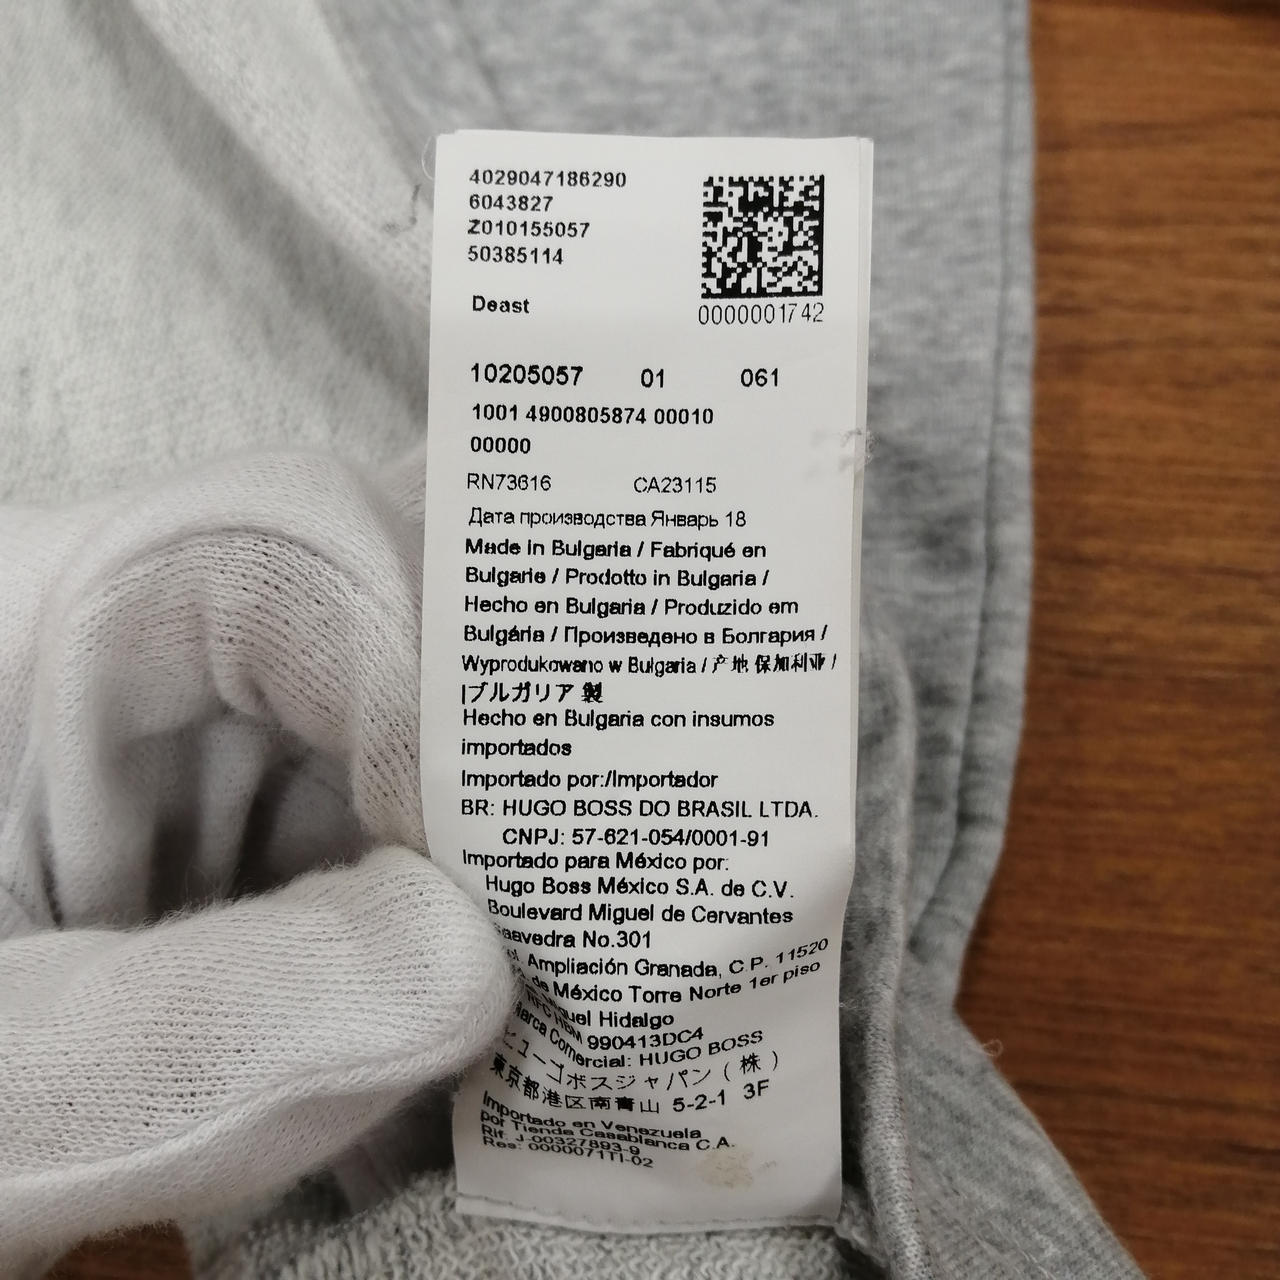 4029047186290
6043827
Z010155057
50385114
Deast
0000001742
10205057 01 061
1001 4900805874 00010
00000
RN73616 CA23115
Дата производства Январь 18
Made in Bulgaria / Fabriqué en
Bulgarie / Prodotto in Bulgaria /
Hecho en Bulgaria / Produzido em
Bulgária / Произведено в Болгария /
Wyprodukowano w Bulgaria / 产地 保加利亚 /
|ブルガリア 製
Hecho en Bulgaria con insumos
importados
Importado por:/Importador
BR: HUGO BOSS DO BRASIL LTDA.
CNPJ: 57-621-054/0001-91
Importado para México por:
Hugo Boss México S.A. de C.V.
Boulevard Miguel de Cervantes
Saavedra No.301
Ampliación Granada, C.P. 11520
de México Torre Norte 1er piso
Hidalgo
RFC HBM 990413DC4
Marca Comercial: HUGO BOSS
ヒューゴボスジャパン ( 株 )
東京都港区南青山 5-2-1 3F
Importado en Venezuela
por Tienda Casablanca C.A.
Rif: J-00327893-9
Res: 0000071TI-02